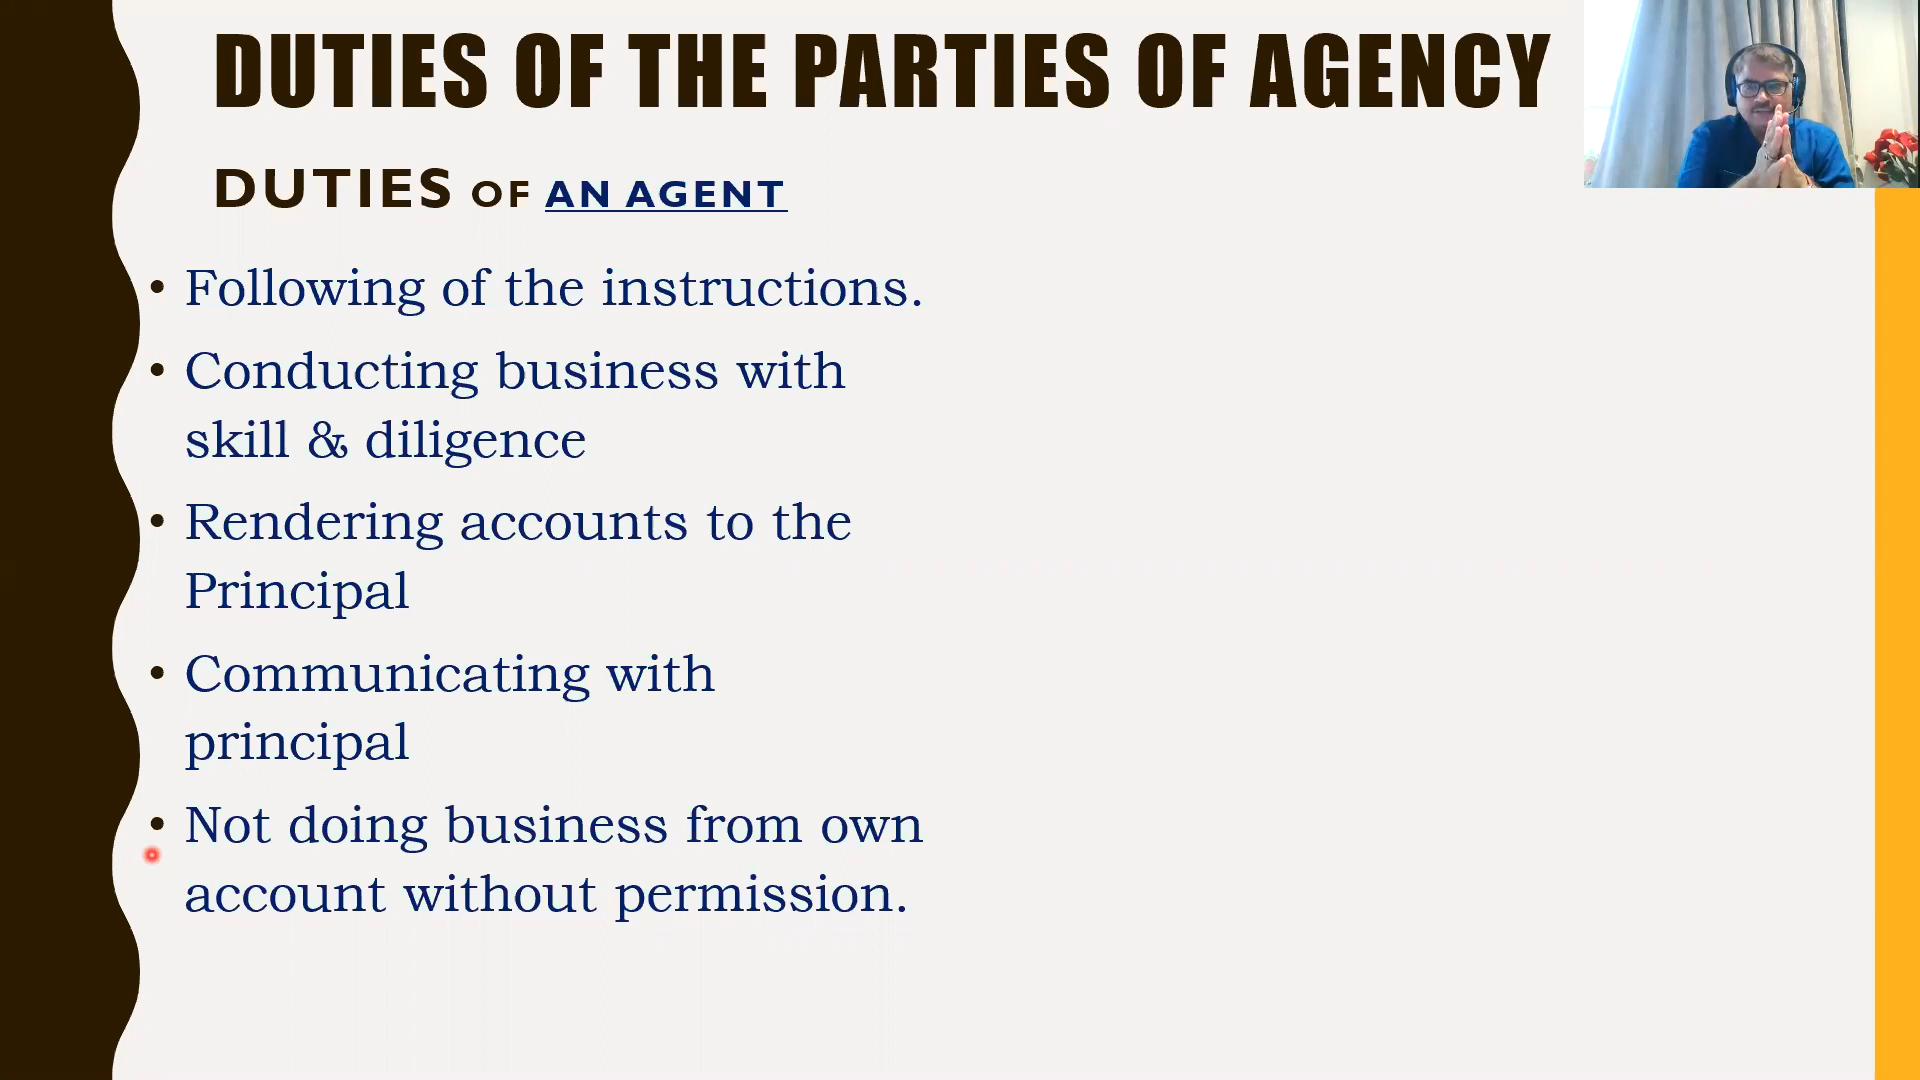 DUTIES OF THE PARTIES OF AGENCY
DUTIES OF AN AGENT
• Following of the instructions.
• Conducting business with
skill & diligence
• Rendering accounts to the
Principal
• Communicating with
principal
• Not doing business from own
account without permission.